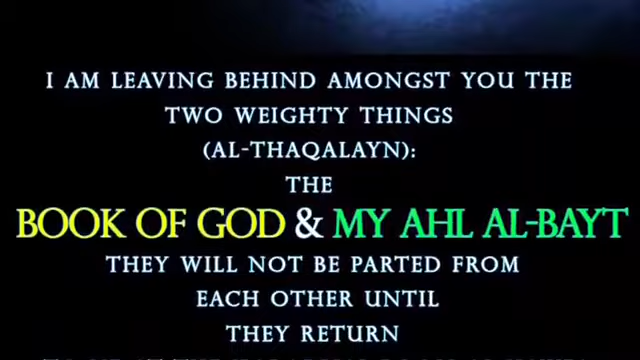 I AM LEAVING BEHIND AMONGST YOU THE
TWO WEIGHTY THINGS
(AL-THAQALAYN):
THE
BOOK OF GOD & MY AHL AL-BAYT
THEY WILL NOT BE PARTED FROM
EACH OTHER UNTIL
THEY RETURN